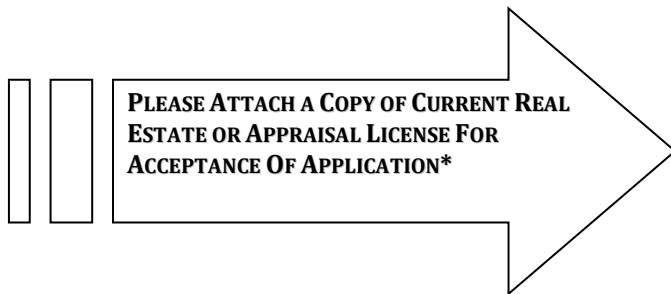 PLEASE ATTACH A COPY OF CURRENT REAL
ESTATE OR APPRAISAL LICENSE FOR
ACCEPTANCE OF APPLICATION*